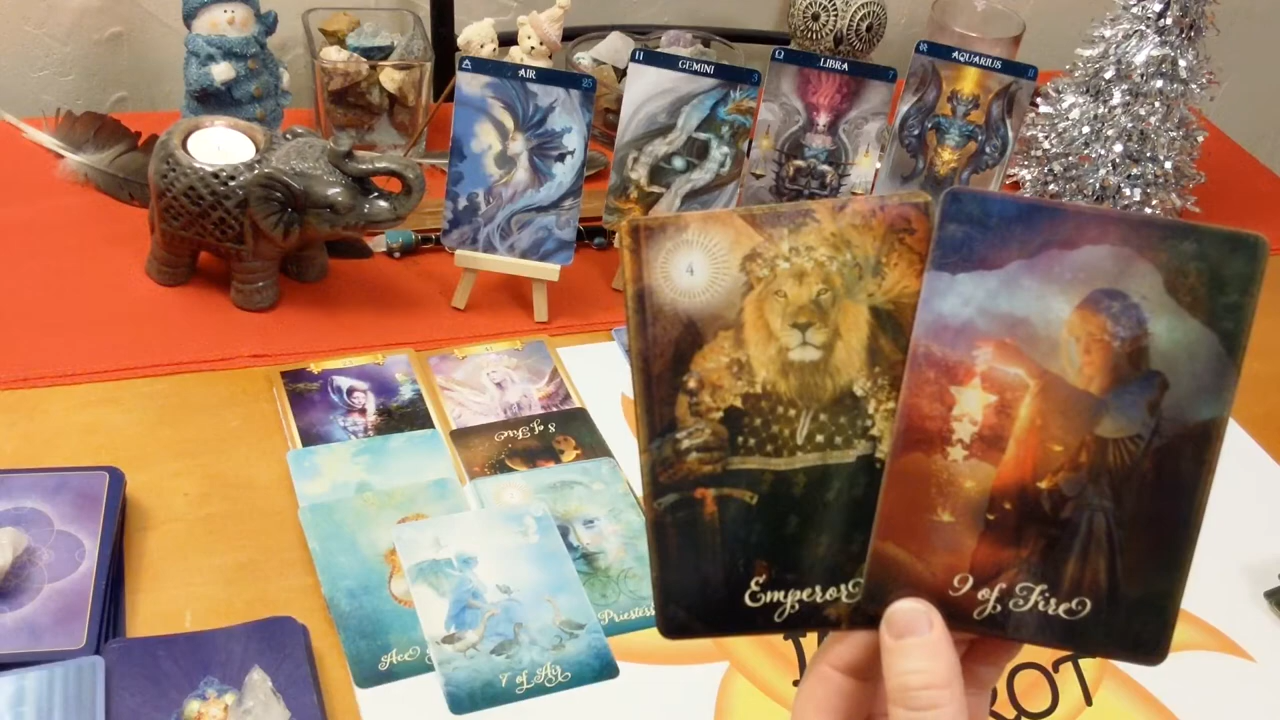 AIR
25
GEMINI
3
LIBRA
7
AQUARIUS
11
4
Emperor
9 of Fire
8 of Fire
Priestess
Ace
7 of Air